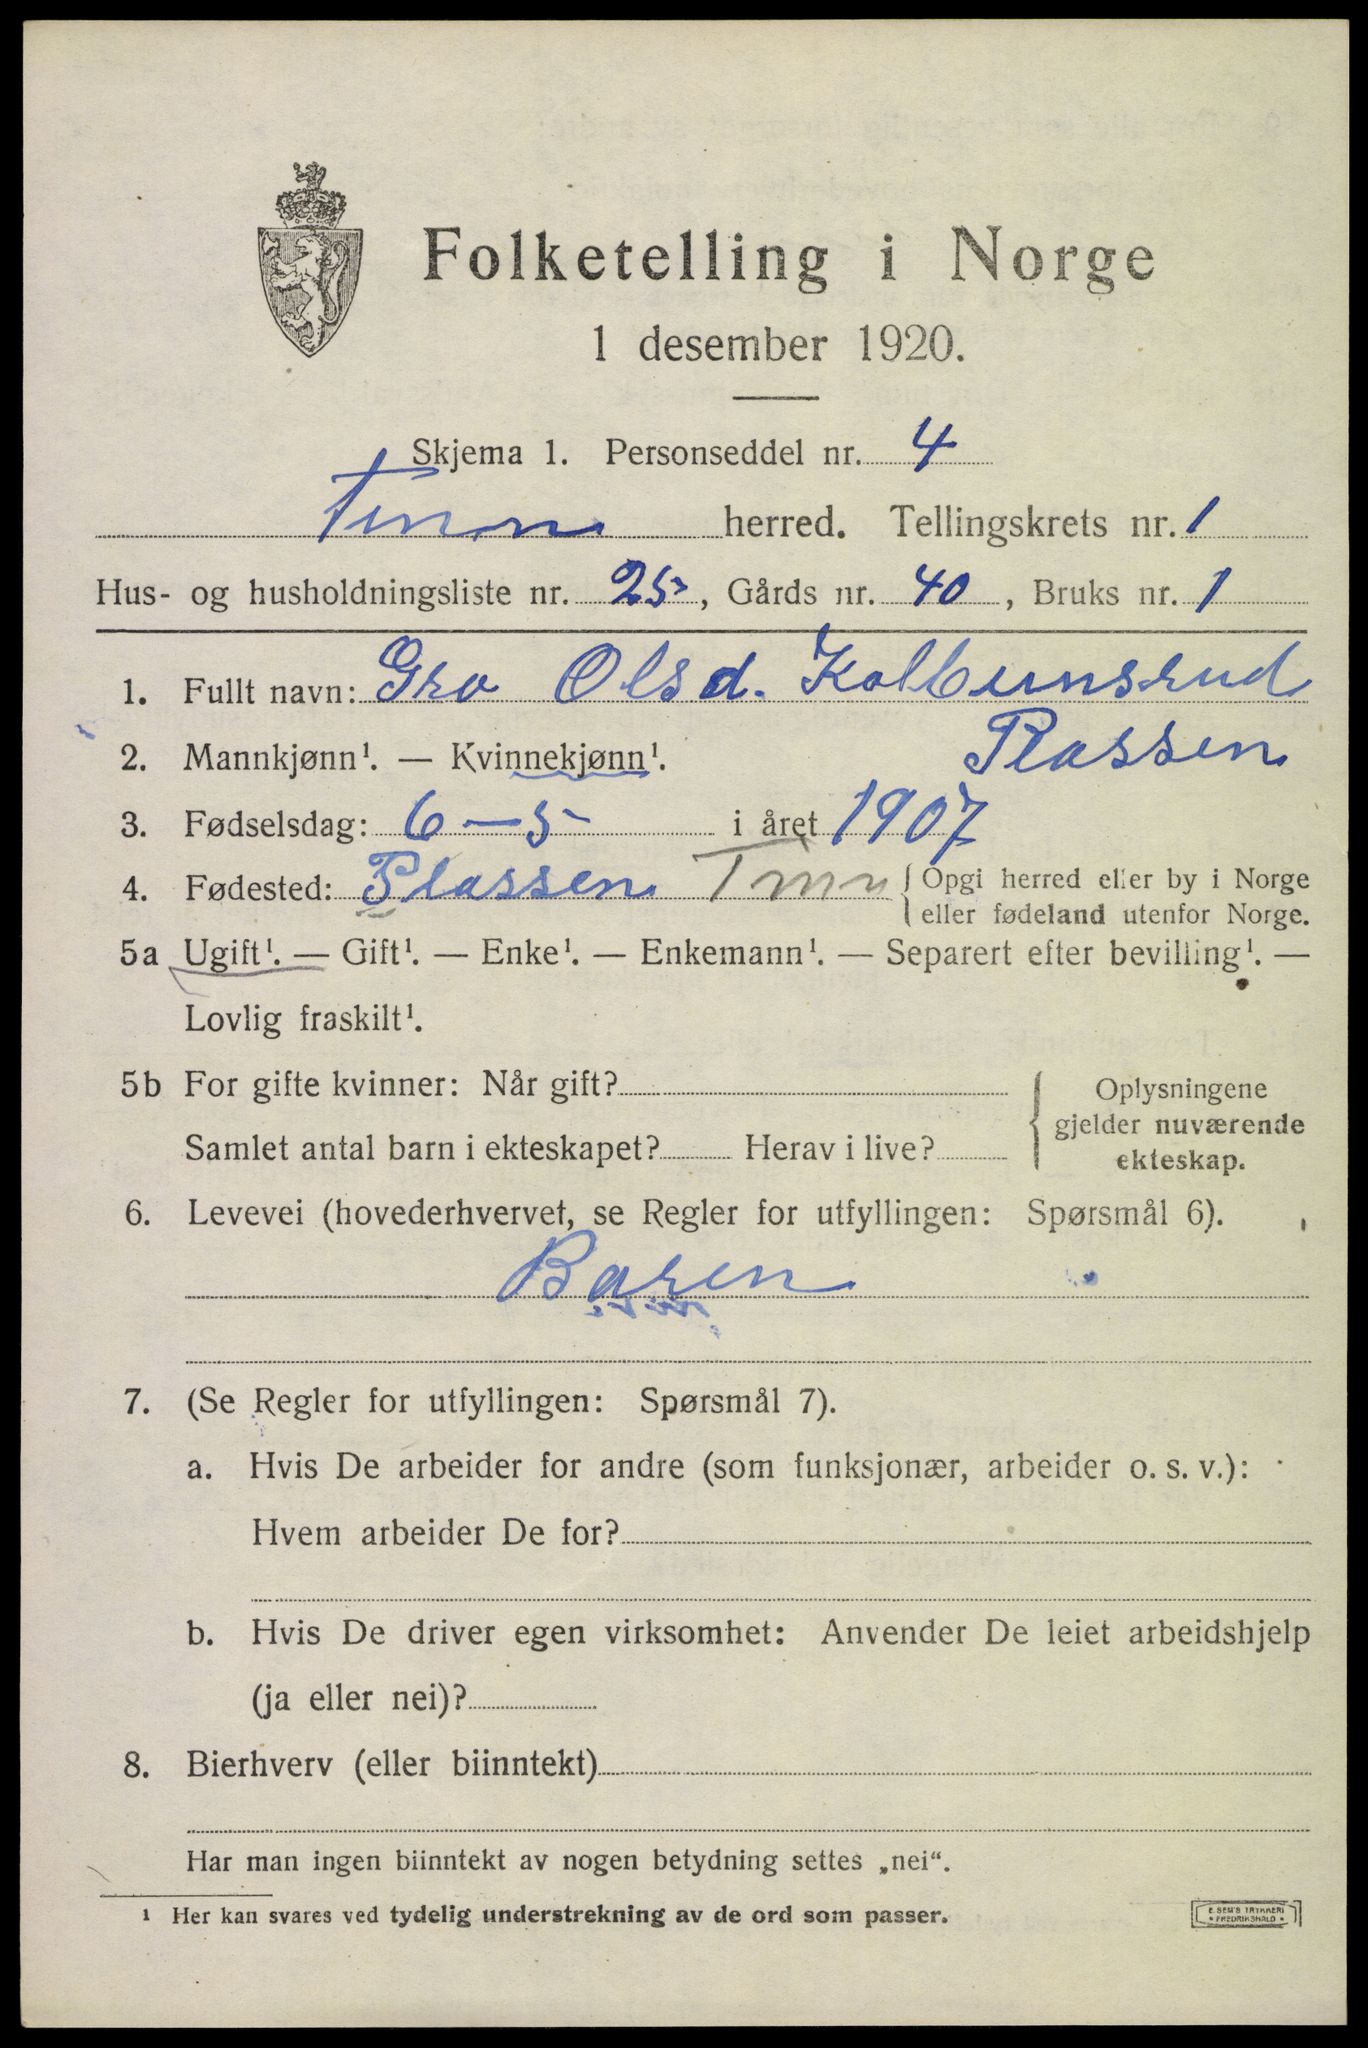 Folketelling i Norge
1 desember 1920.
Skjema 1. Personseddel nr. 4
Tinn herred. Tellingskrets nr. 1
Hus- og husholdningsliste nr. 25, Gårds nr. 40, Bruks nr. 1
1. Fullt navn: Gro Olsd. Kolbunsrud
Plassen
2. Mannkjønn¹. — Kvinnekjønn¹.
3. Fødselsdag: 6 — 5 i året 1907
4. Fødested: Plassen Tinn { Opgi herred eller by i Norge
eller fødeland utenfor Norge.
5a Ugift¹. — Gift¹. — Enke¹. — Enkemann¹. — Separert efter bevilling¹. —
Lovlig fraskilt¹.
5b For gifte kvinner: Når gift?
Samlet antal barn i ekteskapet? Herav i live?
{ Oplysningene
gjelder nuværende
ekteskap.
6. Levevei (hovederhvervet, se Regler for utfyllingen: Spørsmål 6).
Baren
7. (Se Regler for utfyllingen: Spørsmål 7).
a. Hvis De arbeider for andre (som funksjonær, arbeider o. s. v.):
Hvem arbeider De for?
b. Hvis De driver egen virksomhet: Anvender De leiet arbeidshjelp
(ja eller nei)?
8. Bierhverv (eller biinntekt)
Har man ingen biinntekt av nogen betydning settes „nei“.
¹ Her kan svares ved tydelig understrekning av de ord som passer.
E. SEM'S TRYKKERI
* FREDRIKSHALD *